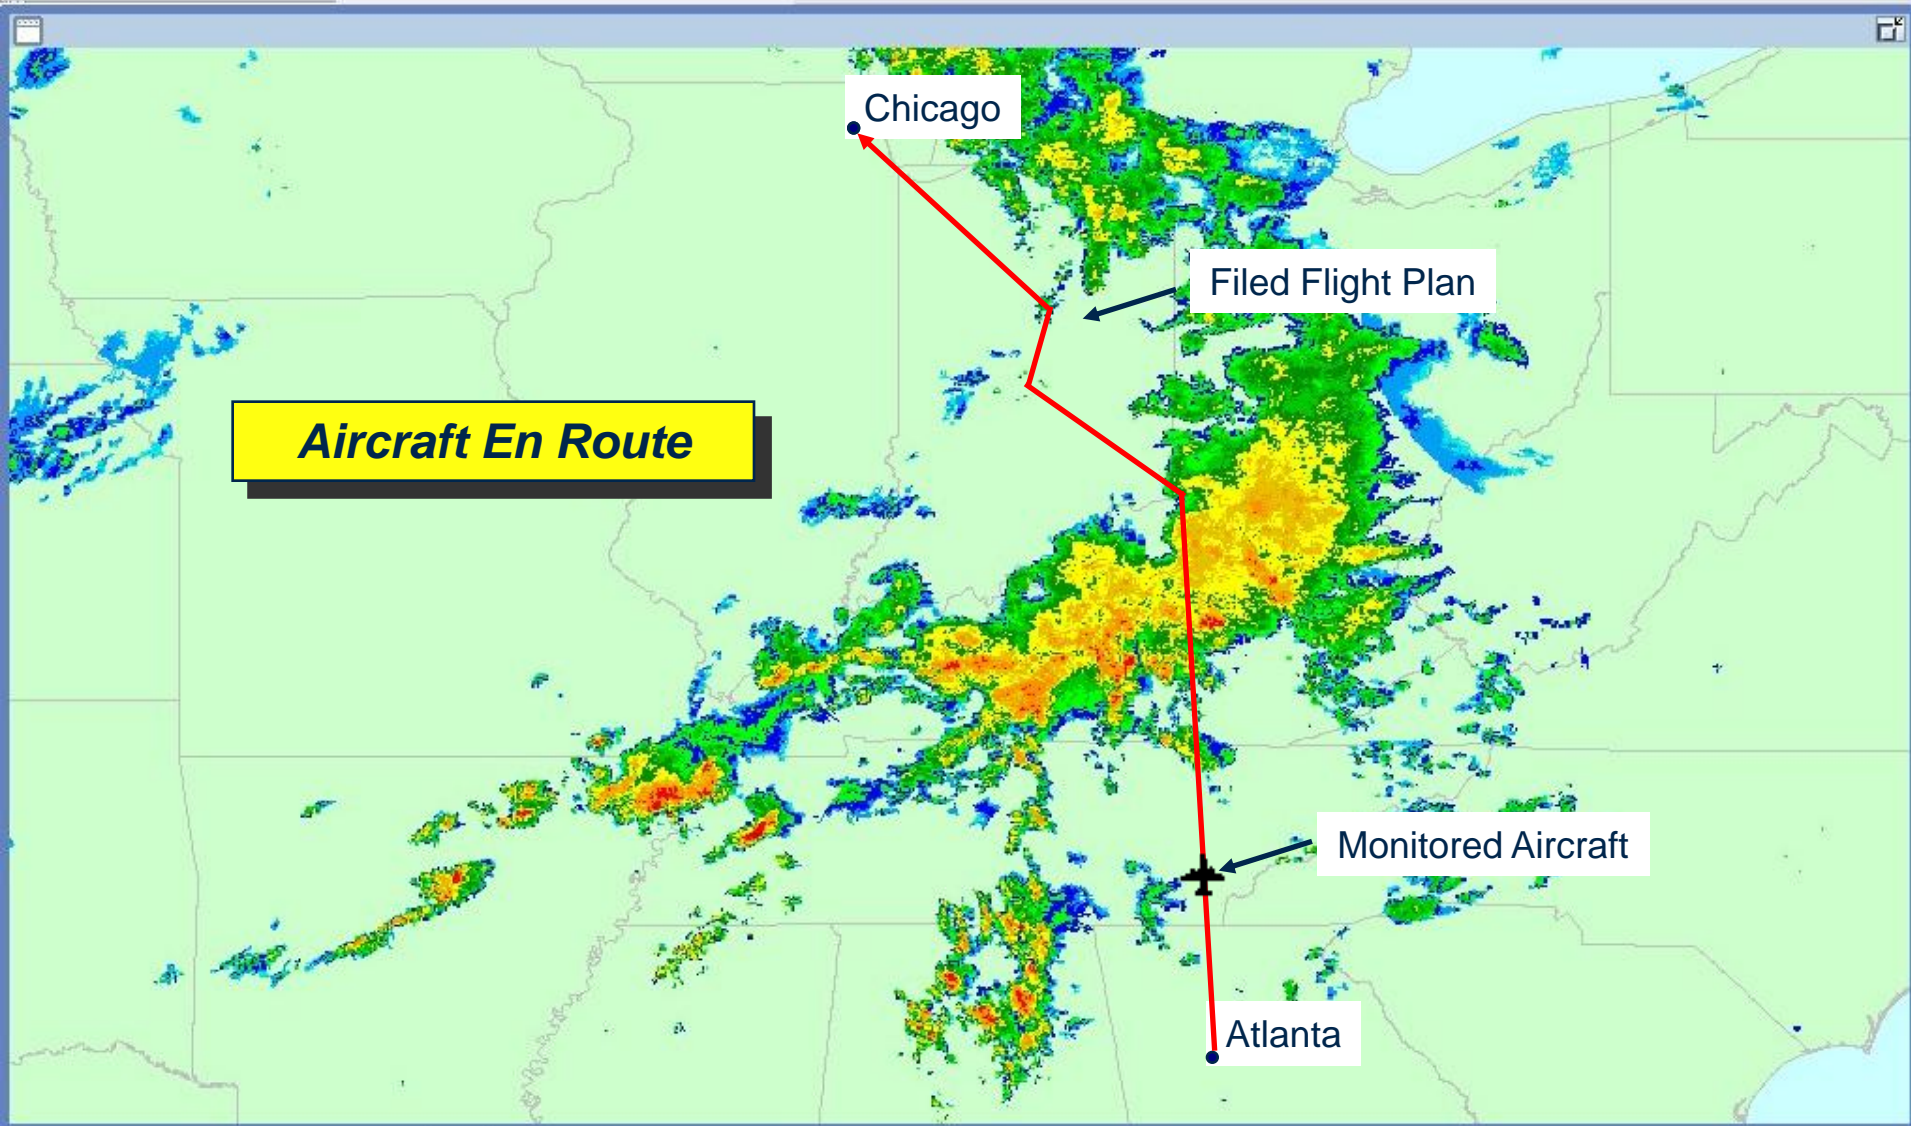 Chicago
Filed Flight Plan
Aircraft En Route
Monitored Aircraft
Atlanta